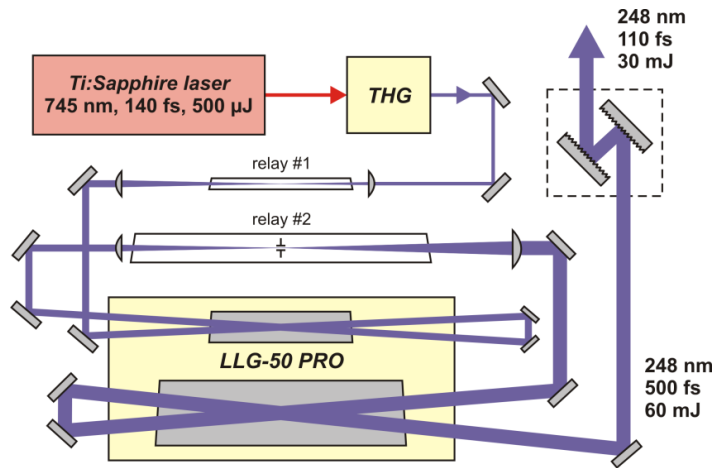 Ti:Sapphire laser
745 nm, 140 fs, 500 µJ
THG
248 nm
110 fs
30 mJ
relay #1
relay #2
LLG-50 PRO
248 nm
500 fs
60 mJ